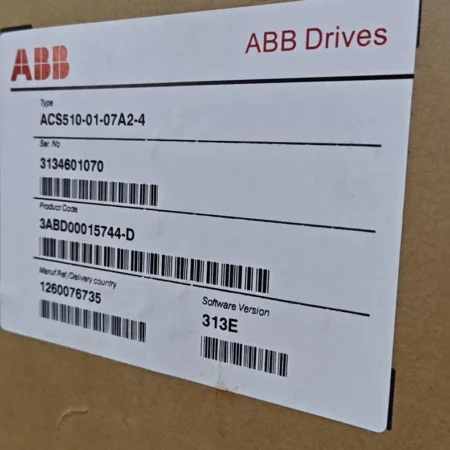 ABB
ABB Drives
Type
ACS510-01-07A2-4
Ser. No
3134601070
Product Code
3ABD00015744-D
Manuf.Ref./Delivery country
1260076735
Software Version
313E